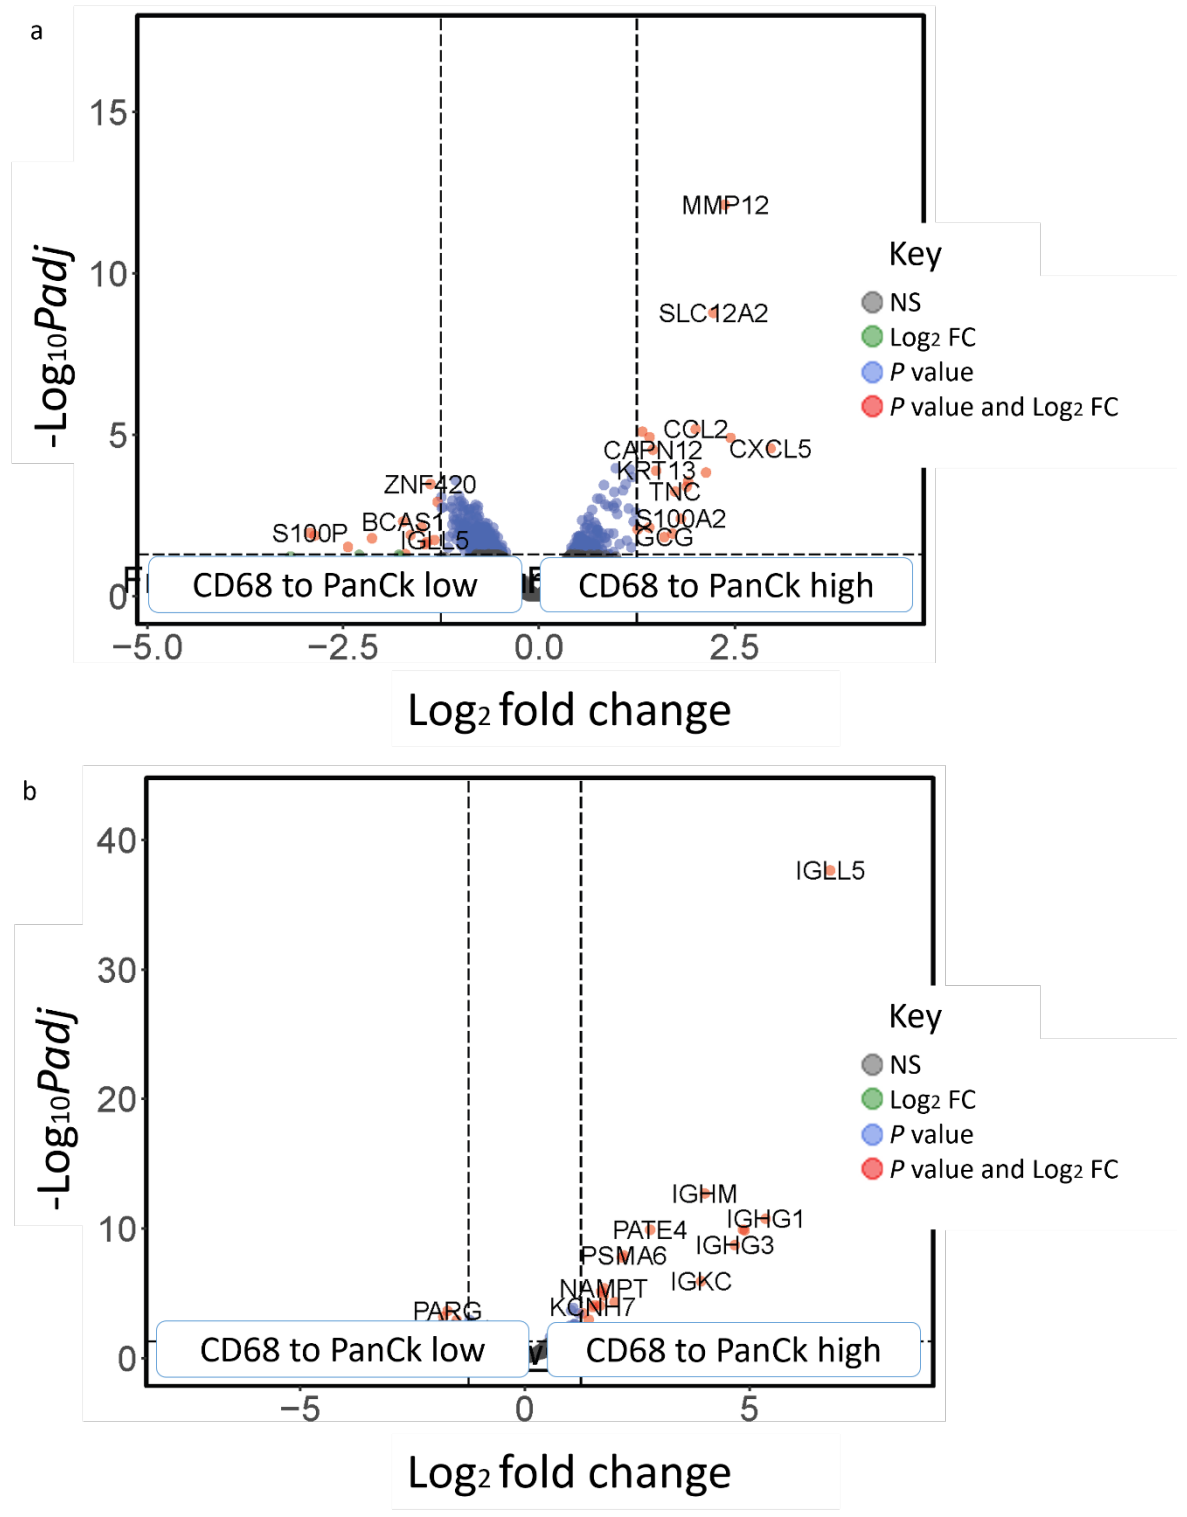 a
15
10
5
0
-Log10Padj
MMP12
SLC12A2
CCL2
CAPN12
CXCL5
KRT13
ZNF420
TNC
S100A2
BCAS1
S100P
IGLL5
GCG
CD68 to PanCk low
CD68 to PanCk high
−5.0 −2.5 0.0 2.5
Log2 fold change
Key
NS
Log2 FC
P value
P value and Log2 FC
b
40
30
20
10
0
-Log10Padj
IGLL5
IGHM
IGHG1
PATE4
IGHG3
PSMA6
IGKC
NAMPT
KCNH7
PARG
CD68 to PanCk low
CD68 to PanCk high
−5 0 5
Log2 fold change
Key
NS
Log2 FC
P value
P value and Log2 FC